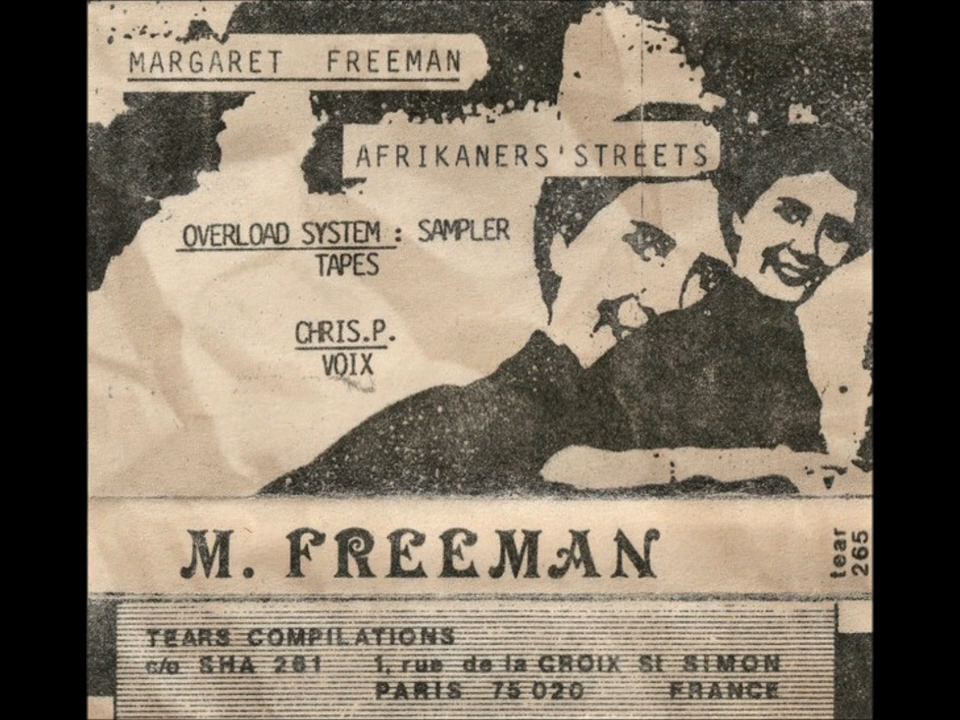 MARGARET FREEMAN
AFRIKANERS'STREETS
OVERLOAD SYSTEM : SAMPLER
TAPES
CHRIS.P.
VOIX
M. FREEMAN
tear
265
TEARS COMPILATIONS
c/o SHA 261 1, rue de la CROIX St SIMON
PARIS 75020 FRANCE